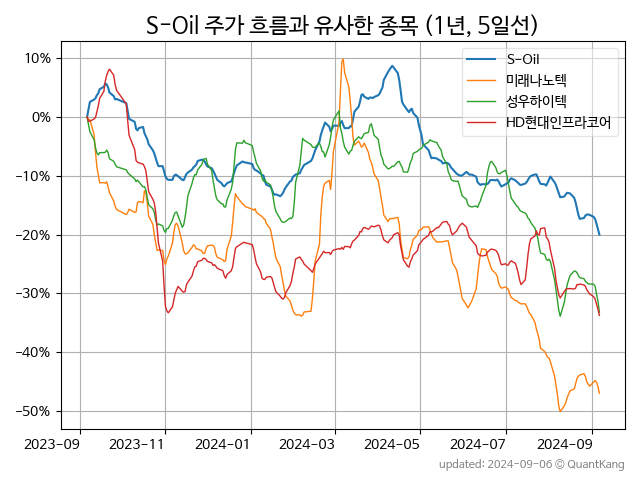 S-Oil 주가 흐름과 유사한 종목 (1년, 5일선)
S-Oil
미래나노텍
성우하이텍
HD현대인프라코어
10%
0%
-10%
-20%
-30%
-40%
-50%
2023-09 2023-11 2024-01 2024-03 2024-05 2024-07 2024-09
updated: 2024-09-06 © QuantKang